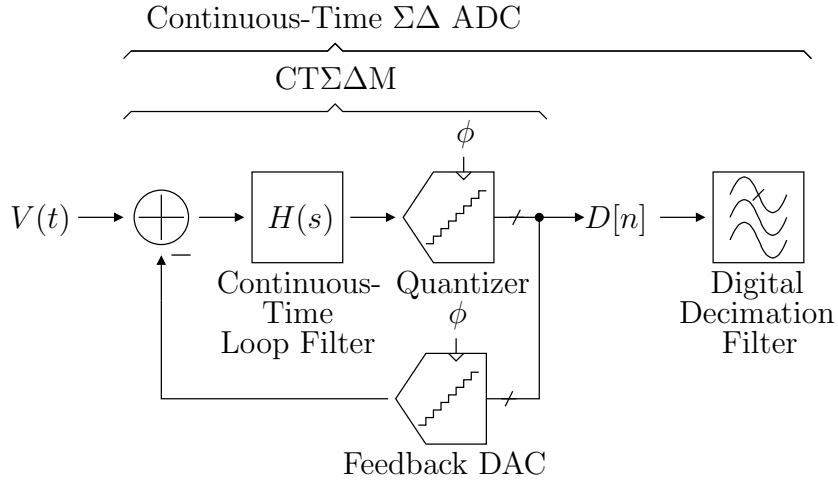 Continuous-Time ΣΔ ADC
CTΣΔM
ϕ
V(t)
H(s)
D[n]
−
Continuous-
Time
Loop Filter
Quantizer
Digital
Decimation
Filter
ϕ
Feedback DAC